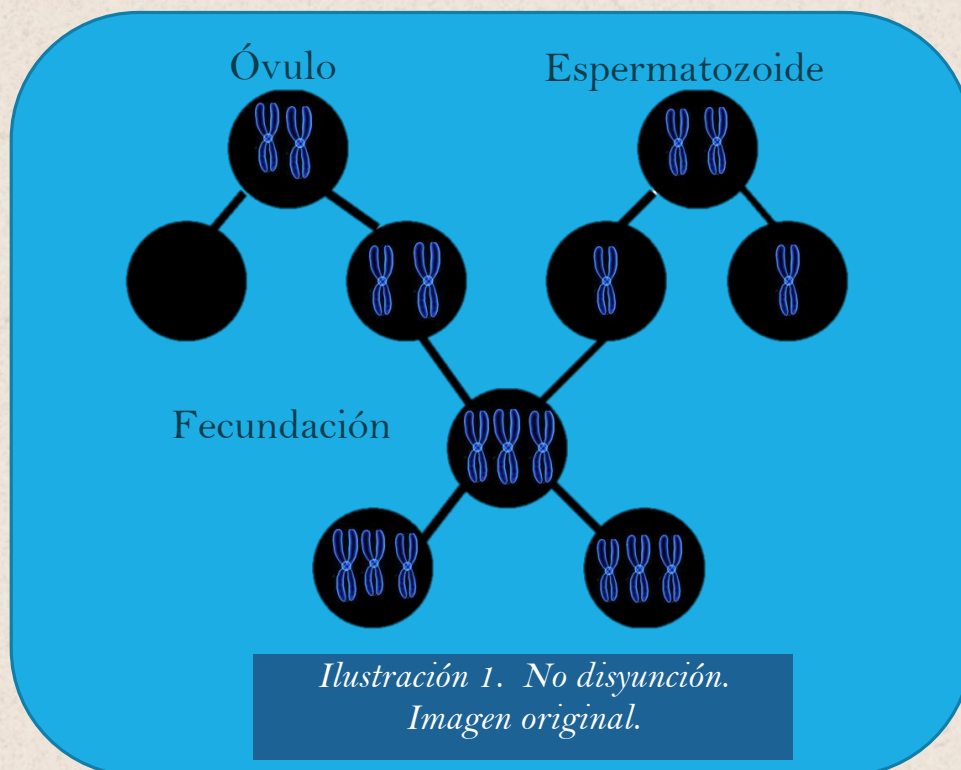 Óvulo
Espermatozoide
Fecundación
Ilustración 1. No disyunción.
Imagen original.